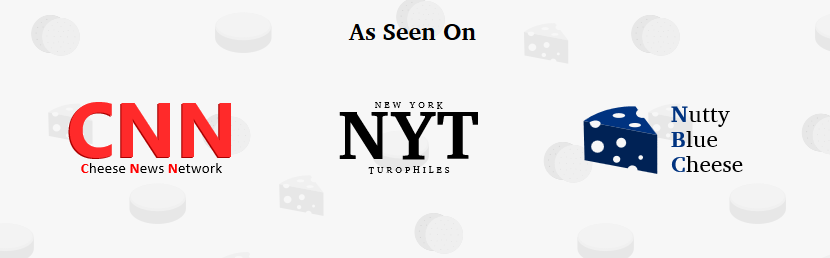 As Seen On
CNN
Cheese News Network
NEW YORK
NYT
TUROPHILES
Nutty
Blue
Cheese